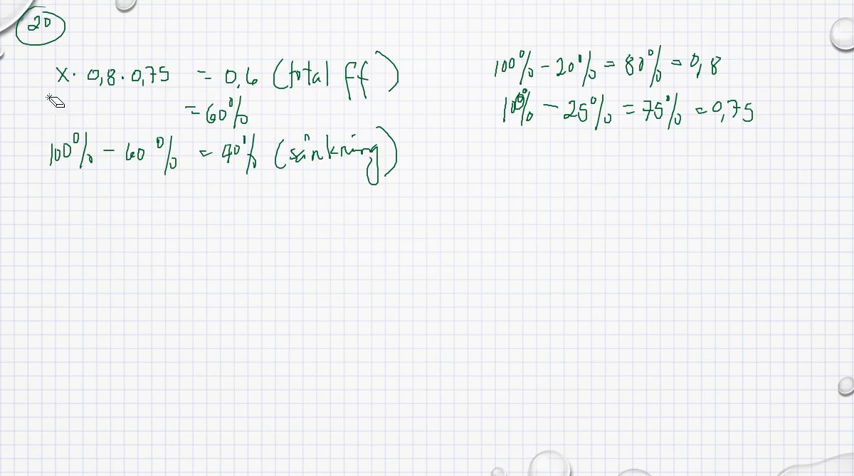 20
x · 0,8 · 0,75 = 0,6 (total ff)
= 60%
100% - 60% = 40% (sänkning)
100% - 20% = 80% = 0,8
100% - 25% = 75% = 0,75